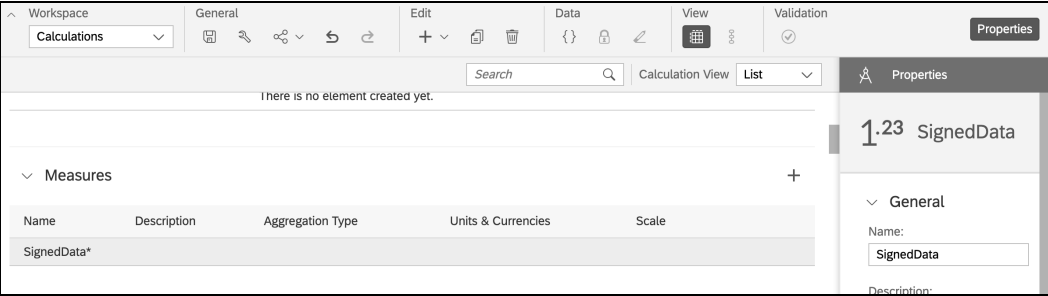 Workspace General Edit Data View Validation
Calculations Properties
Search Calculation View List Properties
There is no element created yet.
1.23 SignedData
Measures
General
Name Description Aggregation Type Units & Currencies Scale
Name:
SignedData* SignedData
Description: